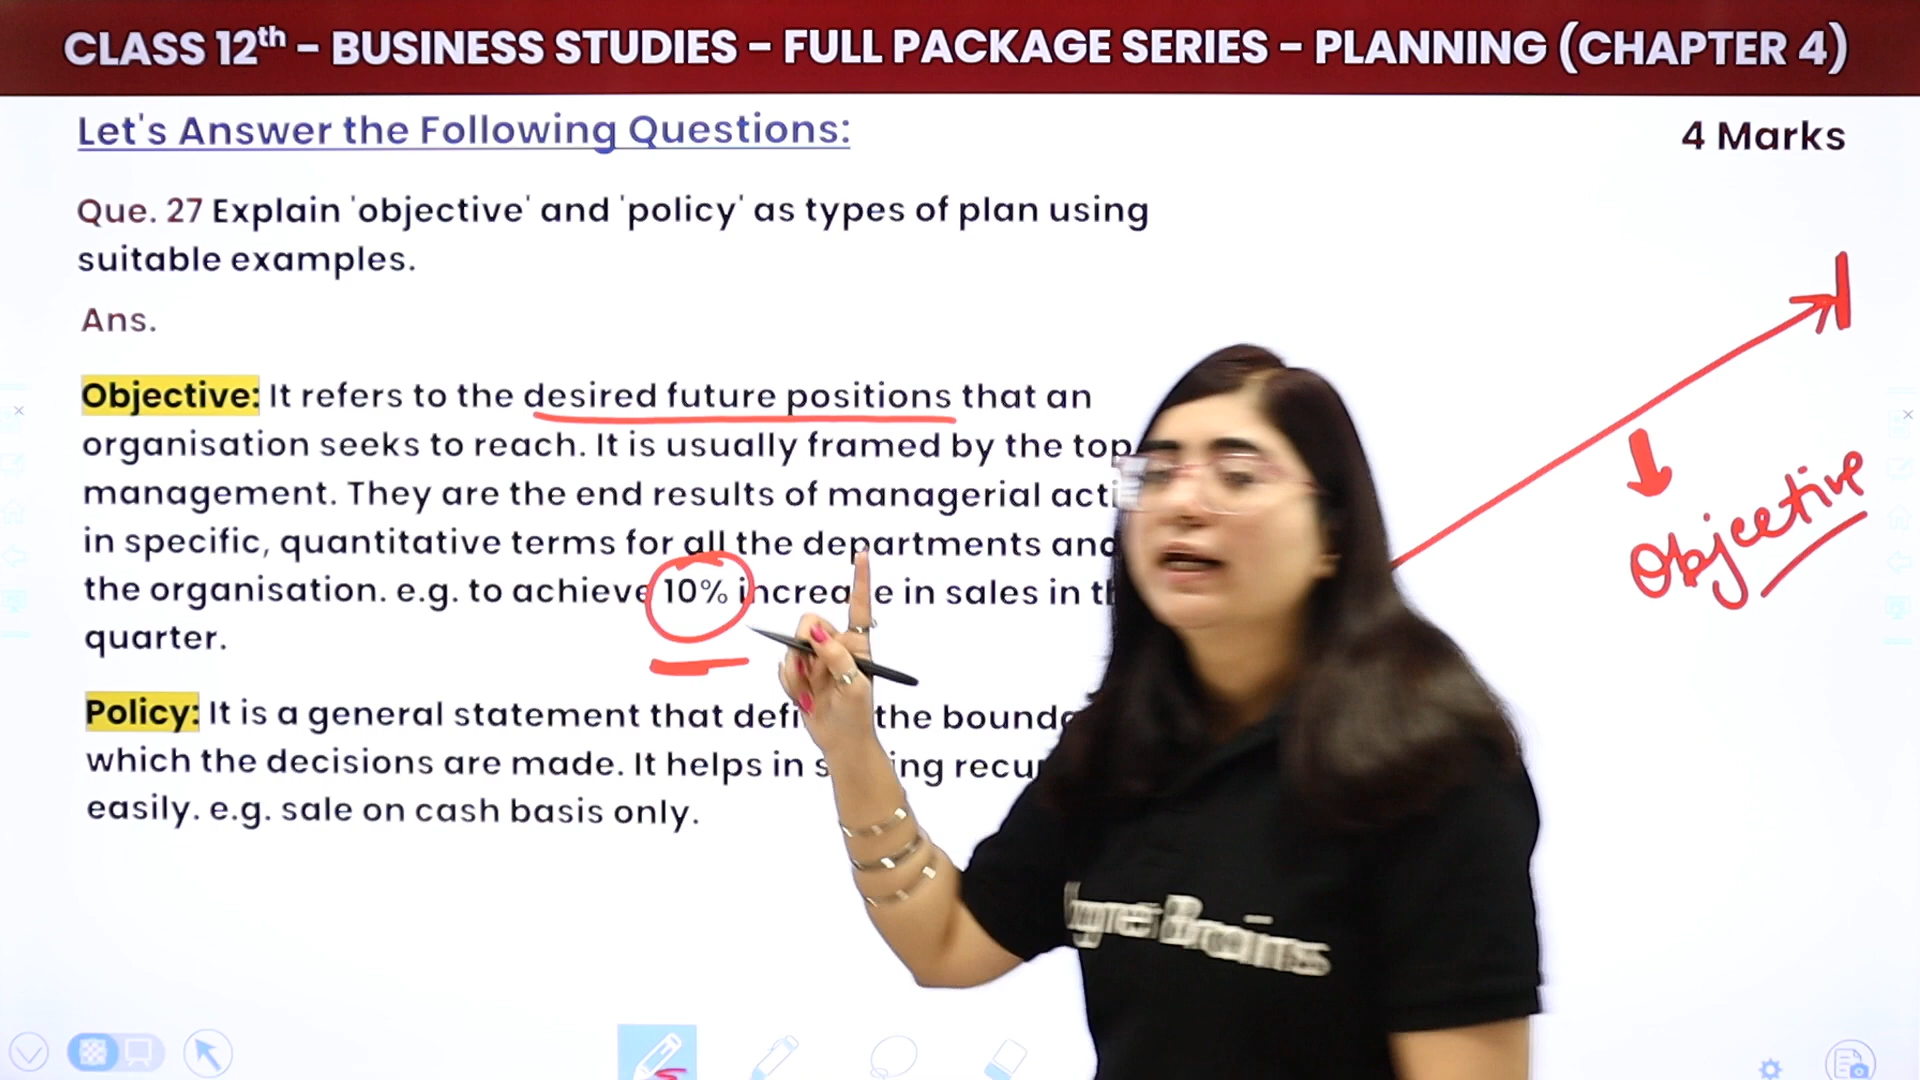 CLASS 12th – BUSINESS STUDIES – FULL PACKAGE SERIES – PLANNING (CHAPTER 4)
Let's Answer the Following Questions:
4 Marks
Que. 27 Explain 'objective' and 'policy' as types of plan using
suitable examples.
Ans.
Objective: It refers to the desired future positions that an
organisation seeks to reach. It is usually framed by the top
management. They are the end results of managerial acti
in specific, quantitative terms for all the departments and
the organisation. e.g. to achieve 10% increase in sales in th
quarter.
Policy: It is a general statement that defi the bounda
which the decisions are made. It helps in s ing recur
easily. e.g. sale on cash basis only.
Objective